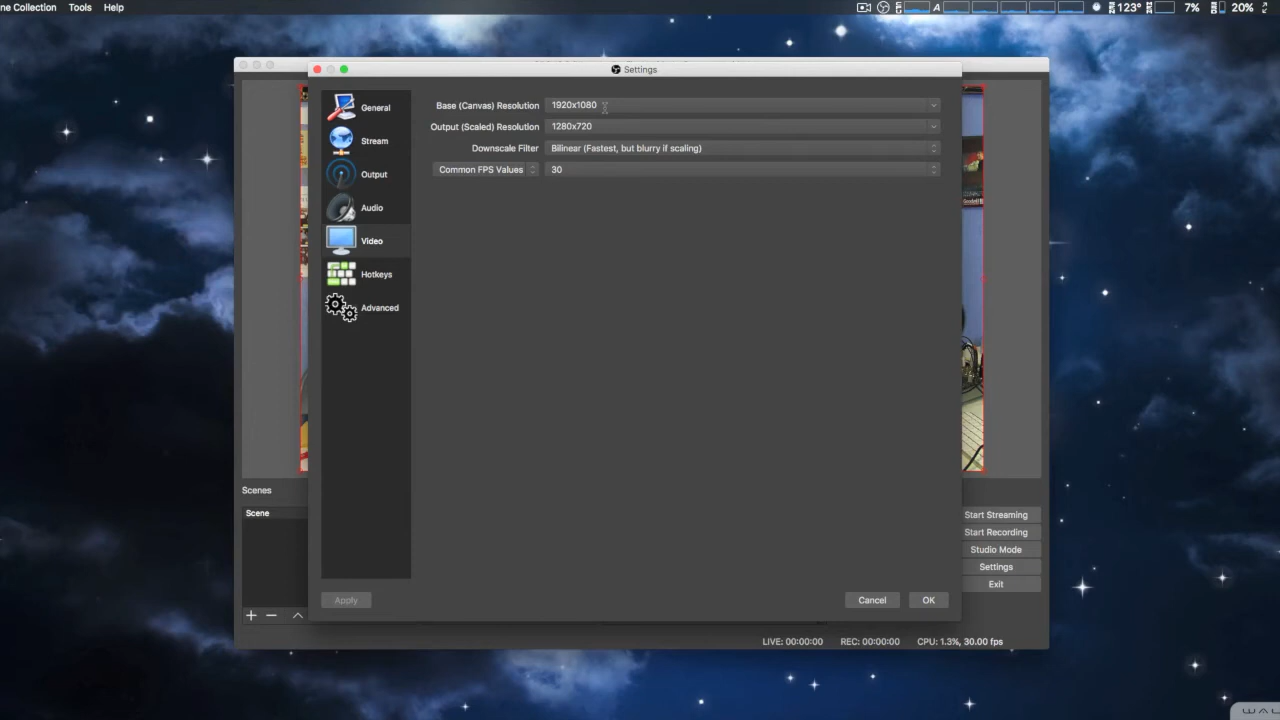 ne Collection Tools Help
A 123° 7% 20%
Settings
General
Stream
Output
Audio
Video
Hotkeys
Advanced
Base (Canvas) Resolution 1920x1080
Output (Scaled) Resolution 1280x720
Downscale Filter Bilinear (Fastest, but blurry if scaling)
Common FPS Values 30
Scenes
Scene
Start Streaming
Start Recording
Studio Mode
Settings
Exit
Apply Cancel OK
LIVE: 00:00:00 REC: 00:00:00 CPU: 1.3%, 30.00 fps